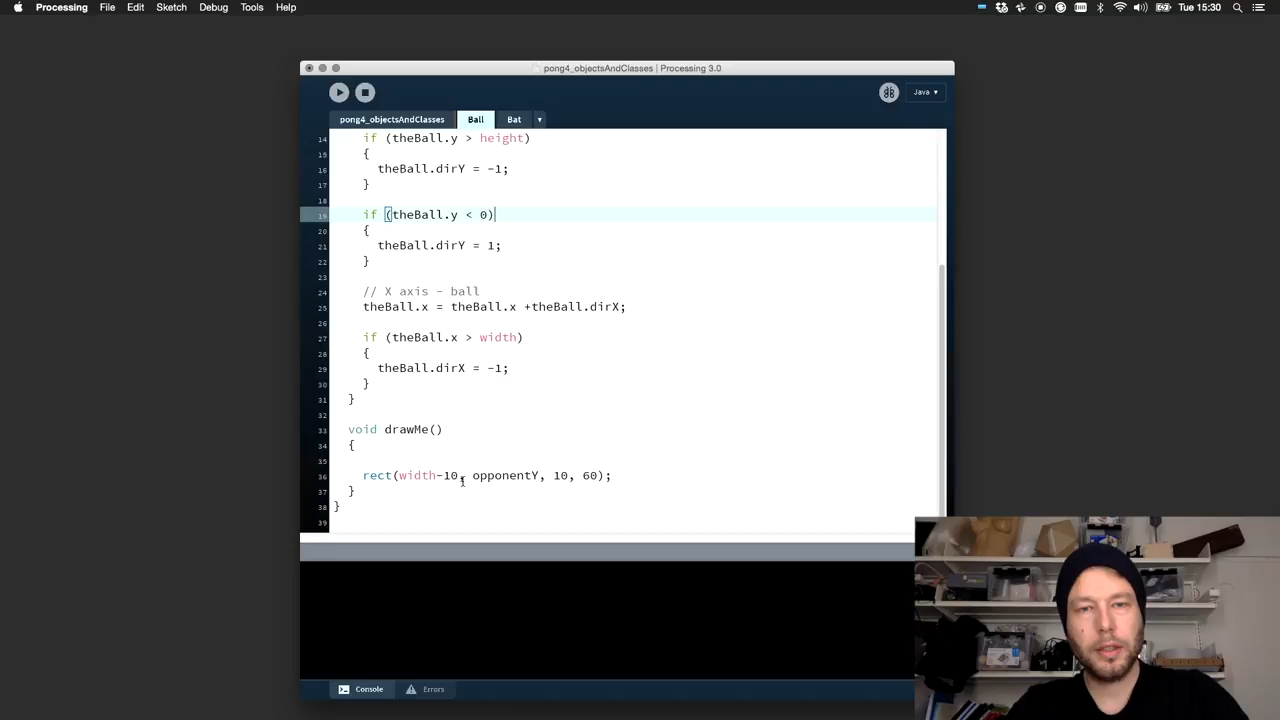 Processing File Edit Sketch Debug Tools Help Tue 15:30
pong4_objectsAndClasses | Processing 3.0
Java ▾
pong4_objectsAndClasses Ball Bat ▾
14 if (theBall.y > height)
15 {
16 theBall.dirY = -1;
17 }
18
19 if (theBall.y < 0)
20 {
21 theBall.dirY = 1;
22 }
23
24 // X axis - ball
25 theBall.x = theBall.x +theBall.dirX;
26
27 if (theBall.x > width)
28 {
29 theBall.dirX = -1;
30 }
31 }
32
33 void drawMe()
34 {
35
36 rect(width-10, opponentY, 10, 60);
37 }
38 }
39
Console Errors